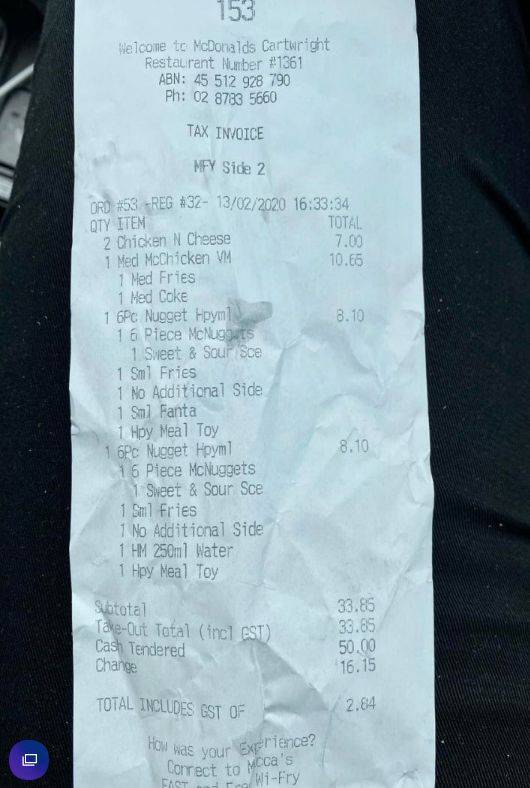 153
Welcome to McDonalds Cartwright
Restaurant Number #1361
ABN: 45 512 928 790
Ph: 02 8783 5660
TAX INVOICE
MFY Side 2
ORD #53 -REG #32- 13/02/2020 16:33:34
QTY ITEM TOTAL
2 Chicken N Cheese 7.00
1 Med McChicken VM 10.65
1 Med Fries
1 Med Coke
1 6Pc Nugget Hpyml 8.10
1 6 Piece McNuggets
1 Sweet & Sour Sce
1 Sml Fries
1 No Additional Side
1 Sml Fanta
1 Hpy Meal Toy
1 6Pc Nugget Hpyml 8.10
1 6 Piece McNuggets
1 Sweet & Sour Sce
1 Sml Fries
1 No Additional Side
1 HM 250ml Water
1 Hpy Meal Toy
Subtotal 33.85
Take-Out Total (incl GST) 33.85
Cash Tendered 50.00
Change 16.15
TOTAL INCLUDES GST OF 2.84
How was your Experience?
Connect to Mcca's
FAST and Free Wi-Fry